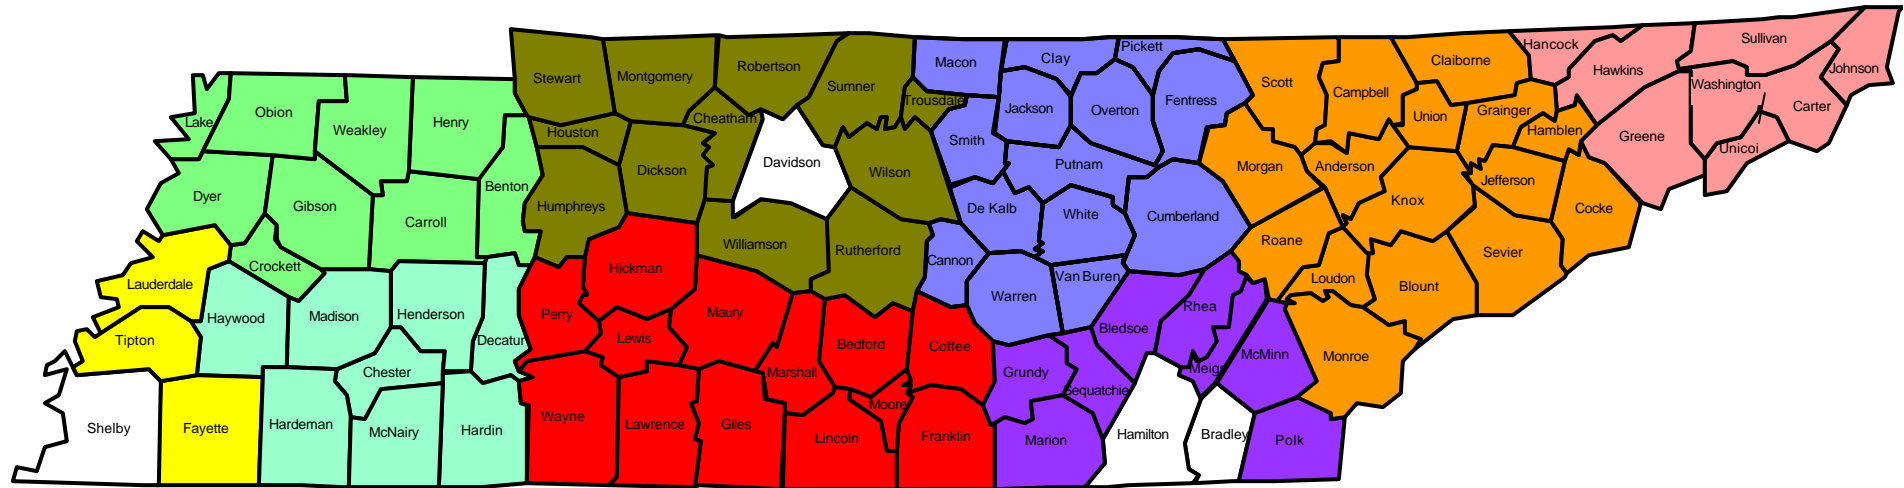 Lake
Obion
Weakley
Henry
Stewart
Montgomery
Robertson
Sumner
Macon
Clay
Pickett
Scott
Campbell
Claiborne
Hancock
Hawkins
Sullivan
Johnson
Houston
Cheatham
Trousdale
Jackson
Overton
Fentress
Union
Grainger
Washington
Carter
Dyer
Gibson
Carroll
Benton
Humphreys
Dickson
Davidson
Wilson
Smith
Putnam
Morgan
Anderson
Knox
Hamblen
Jefferson
Greene
Unicoi
Lauderdale
Crockett
Hickman
Williamson
Rutherford
Cannon
De Kalb
White
Cumberland
Roane
Loudon
Blount
Sevier
Cocke
Tipton
Haywood
Madison
Henderson
Decatur
Perry
Lewis
Maury
Marshall
Bedford
Coffee
Warren
Van Buren
Bledsoe
Rhea
Meigs
McMinn
Monroe
Shelby
Fayette
Hardeman
Chester
McNairy
Hardin
Wayne
Lawrence
Giles
Lincoln
Moore
Franklin
Grundy
Sequatchie
Marion
Hamilton
Bradley
Polk